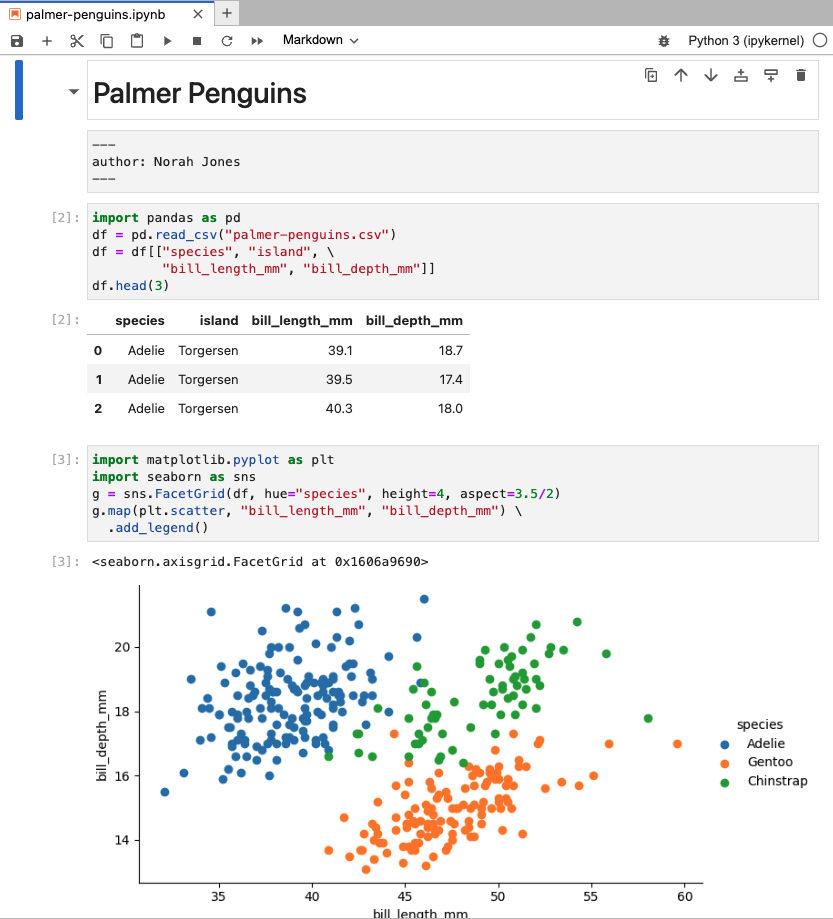 palmer-penguins.ipynb
Markdown
Python 3 (ipykernel)
Palmer Penguins
---
author: Norah Jones
---
[2]:
import pandas as pd
df = pd.read_csv("palmer-penguins.csv")
df = df[["species", "island", \
"bill_length_mm", "bill_depth_mm"]]
df.head(3)
[2]:
species island bill_length_mm bill_depth_mm
0 Adelie Torgersen 39.1 18.7
1 Adelie Torgersen 39.5 17.4
2 Adelie Torgersen 40.3 18.0
[3]:
import matplotlib.pyplot as plt
import seaborn as sns
g = sns.FacetGrid(df, hue="species", height=4, aspect=3.5/2)
g.map(plt.scatter, "bill_length_mm", "bill_depth_mm") \
.add_legend()
[3]:
<seaborn.axisgrid.FacetGrid at 0x1606a9690>
20
18
16
14
bill_depth_mm
species
Adelie
Gentoo
Chinstrap
35 40 45 50 55 60
bill_length_mm